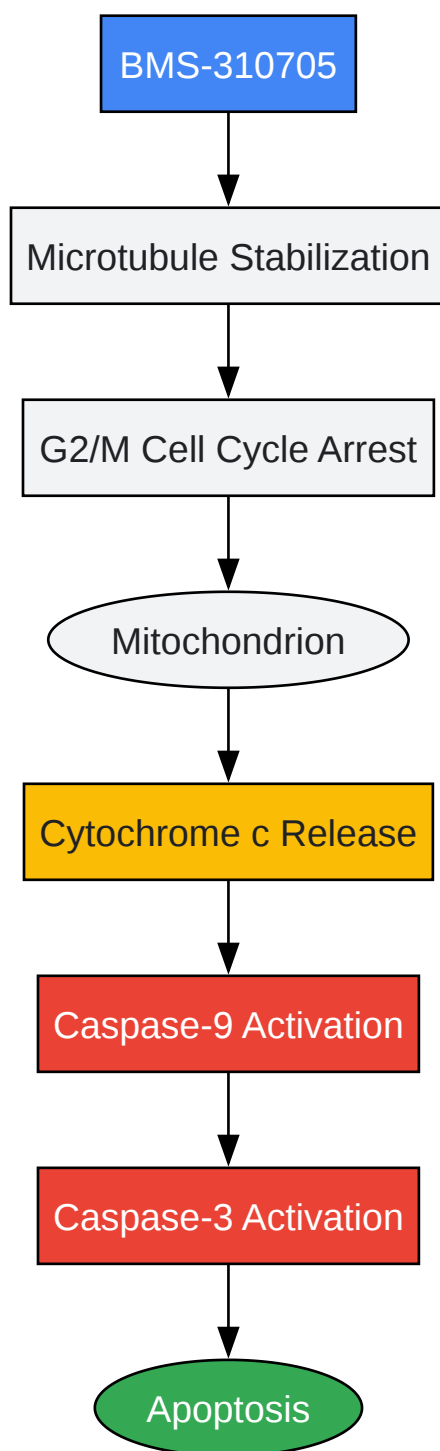 BMS-310705
Microtubule Stabilization
G2/M Cell Cycle Arrest
Mitochondrion
Cytochrome c Release
Caspase-9 Activation
Caspase-3 Activation
Apoptosis